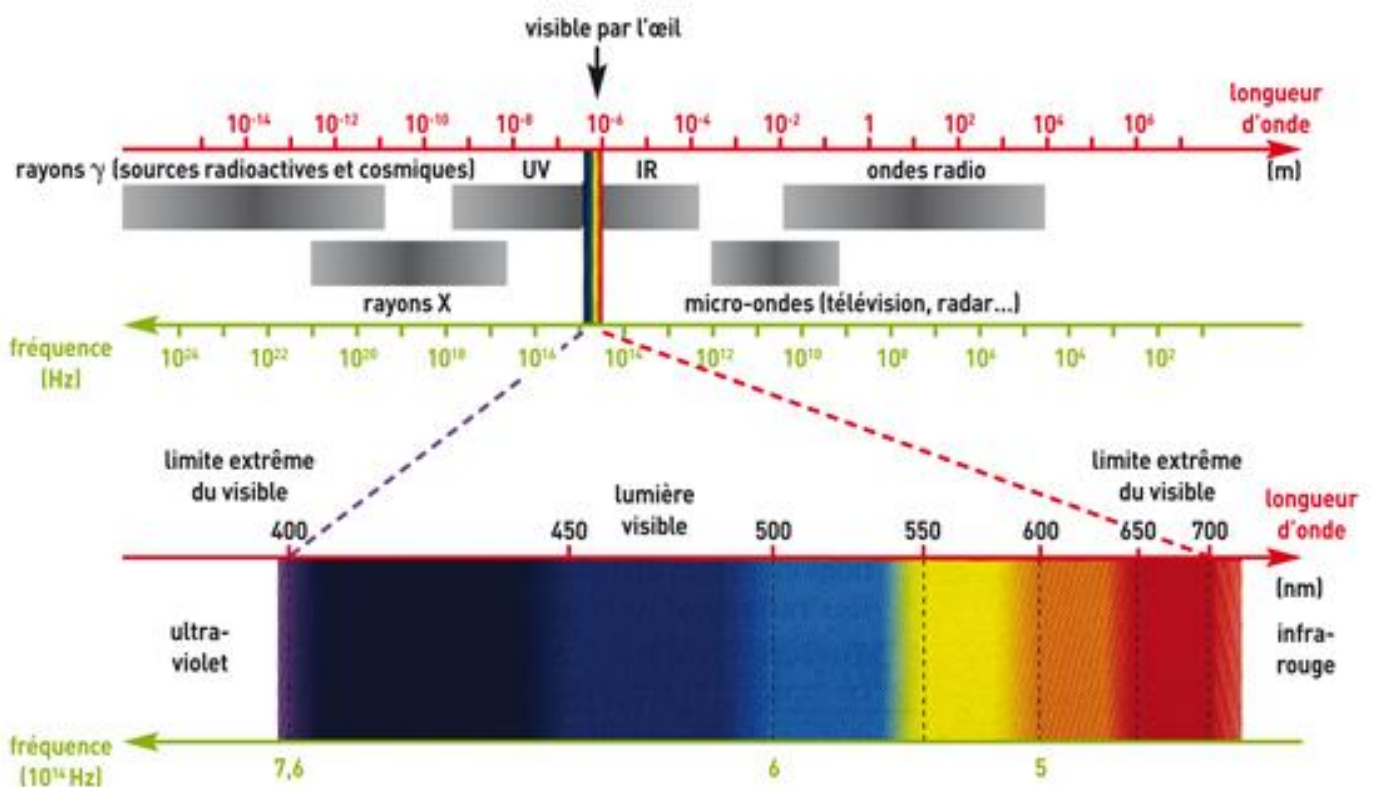 visible par l'œil
10⁻¹⁴ 10⁻¹² 10⁻¹⁰ 10⁻⁸ 10⁻⁶ 10⁻⁴ 10⁻² 1 10² 10⁴ 10⁶
longueur
d'onde
(m)
rayons γ (sources radioactives et cosmiques) UV IR ondes radio
rayons X micro-ondes (télévision, radar...)
fréquence
(Hz)
10²⁴ 10²² 10²⁰ 10¹⁸ 10¹⁶ 10¹⁴ 10¹² 10¹⁰ 10⁸ 10⁶ 10⁴ 10²
limite extrême
du visible
lumière
visible
limite extrême
du visible
longueur
d'onde
400 450 500 550 600 650 700
(nm)
ultra-
violet
infra-
rouge
fréquence
(10¹⁴ Hz)
7,6 6 5